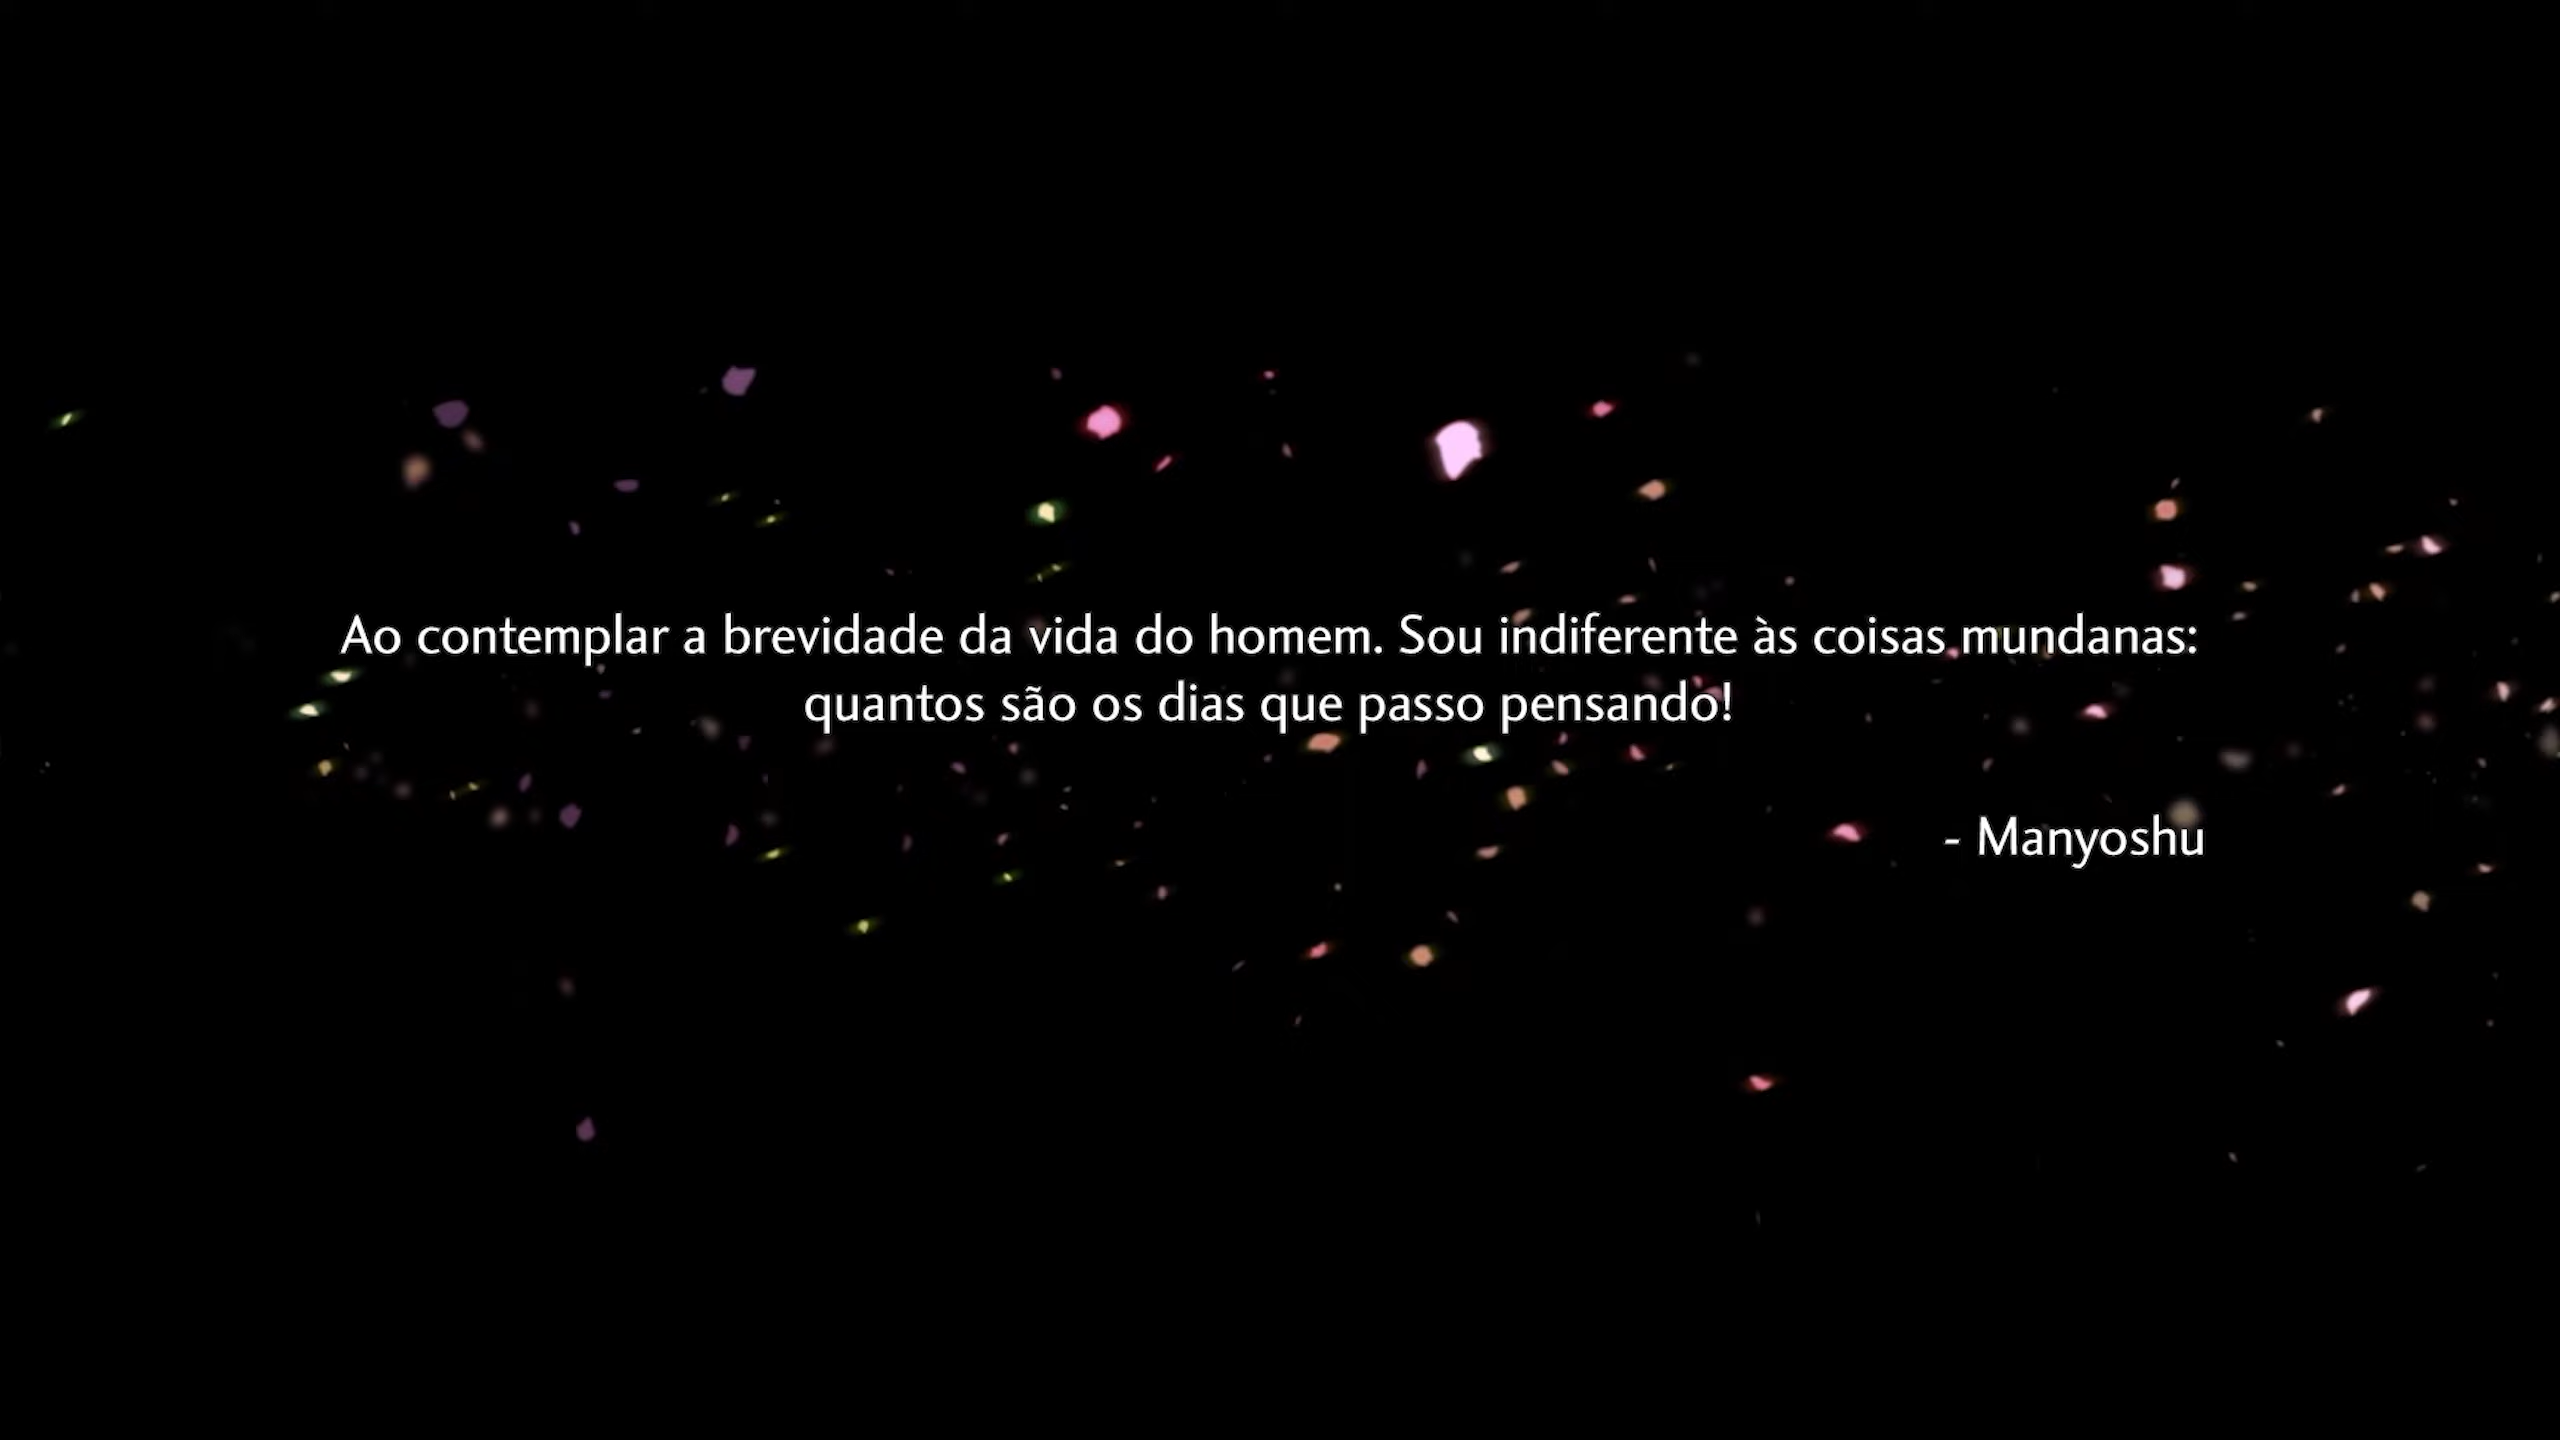 Ao contemplar a brevidade da vida do homem. Sou indiferente às coisas mundanas:
quantos são os dias que passo pensando!
- Manyoshu